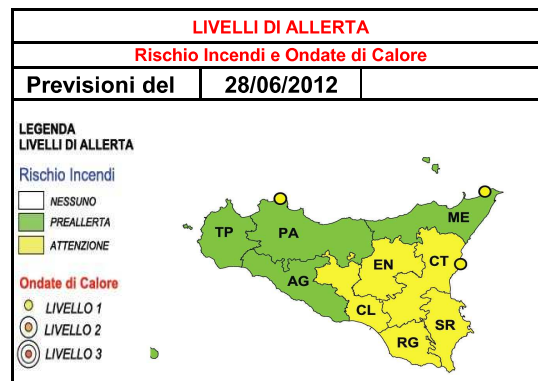 LIVELLI DI ALLERTA
Rischio Incendi e Ondate di Calore
Previsioni del 28/06/2012
LEGENDA
LIVELLI DI ALLERTA
Rischio Incendi
NESSUNO
PREALLERTA
ATTENZIONE
Ondate di Calore
LIVELLO 1
LIVELLO 2
LIVELLO 3
TP
PA
ME
AG
EN
CT
CL
SR
RG